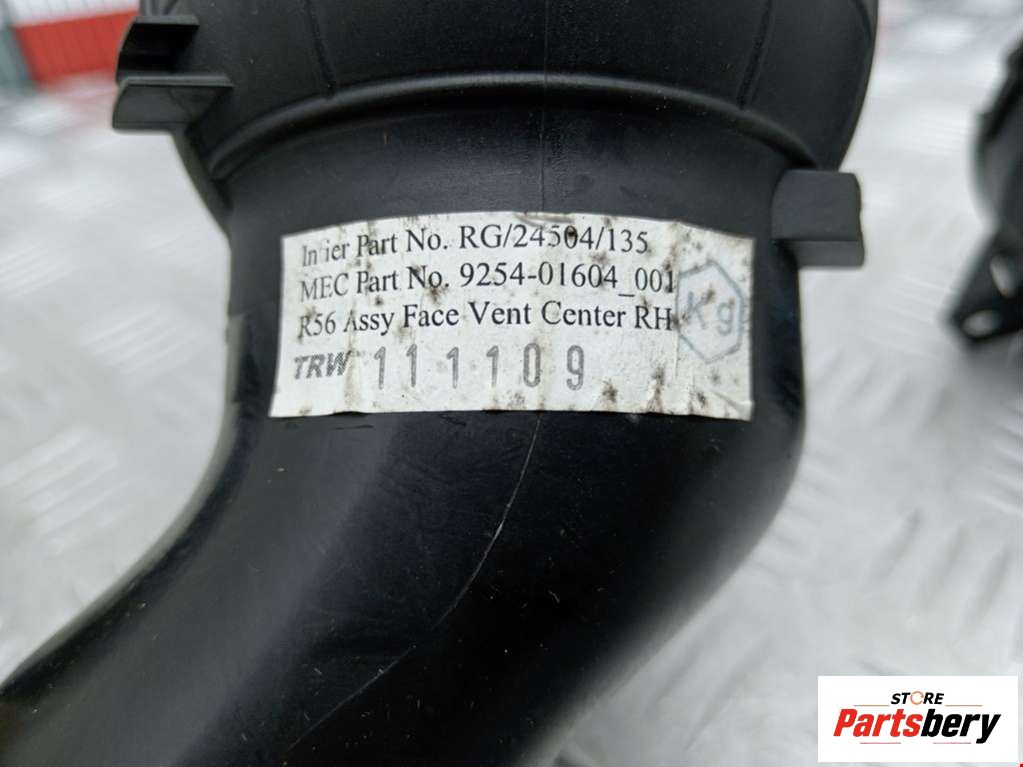 Intier Part No. RG/24504/135
MEC Part No. 9254-01604_001
R56 Assy Face Vent Center RH
Kg
TRW 111109
STORE
Partsbery